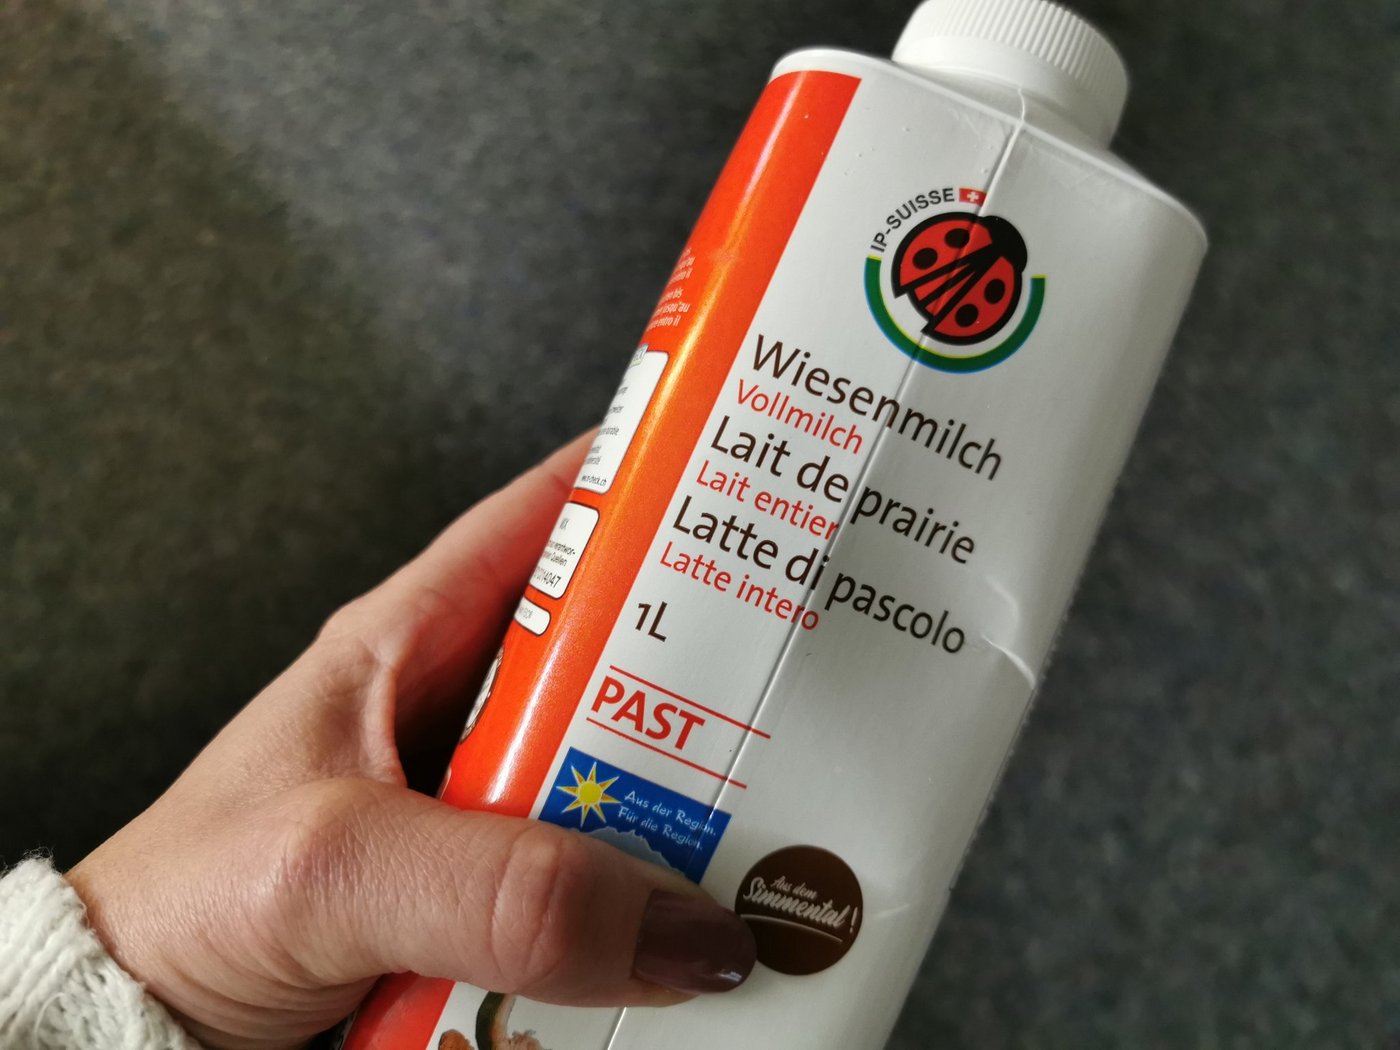 IP-SUISSE
Wiesenmilch
Vollmilch
Lait de prairie
Lait entier
Latte di pascolo
Latte intero
1L
PAST
Aus der Region.
Für die Region.
Aus dem
Simmental!